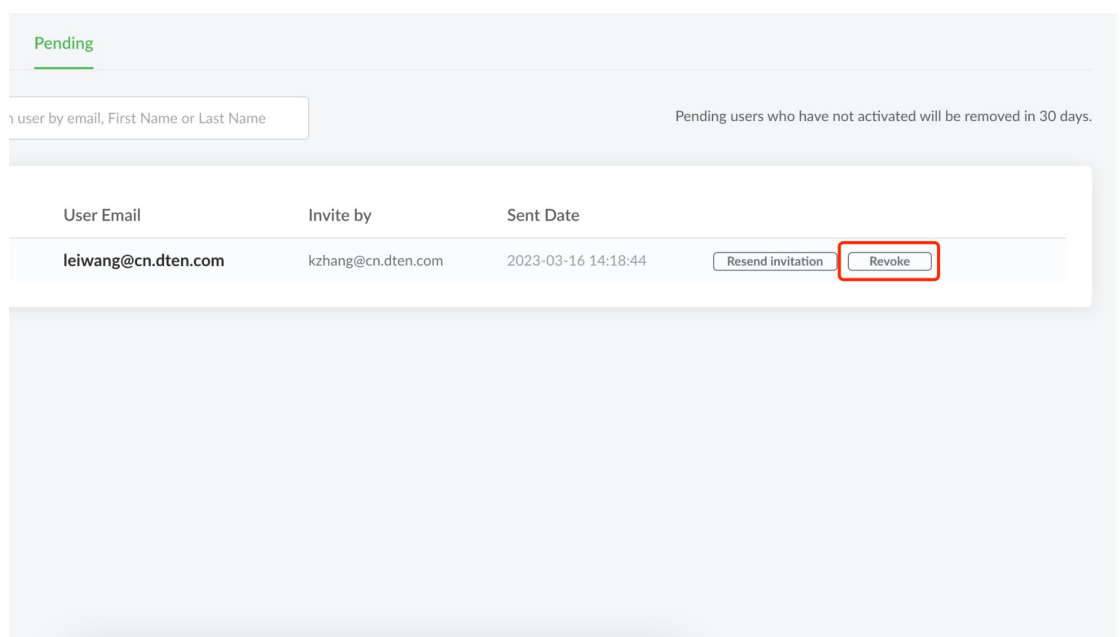 Pending
user by email, First Name or Last Name
Pending users who have not activated will be removed in 30 days.
User Email Invite by Sent Date
leiwang@cn.dten.com kzhang@cn.dten.com 2023-03-16 14:18:44 Resend invitation Revoke